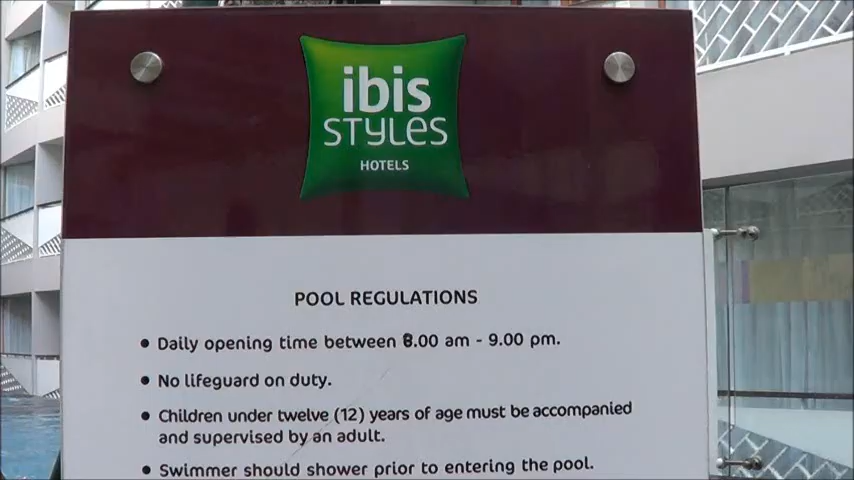 ibis
STYLES
HOTELS
POOL REGULATIONS
• Daily opening time between 8.00 am - 9.00 pm.
• No lifeguard on duty.
• Children under twelve (12) years of age must be accompanied
and supervised by an adult.
• Swimmer should shower prior to entering the pool.